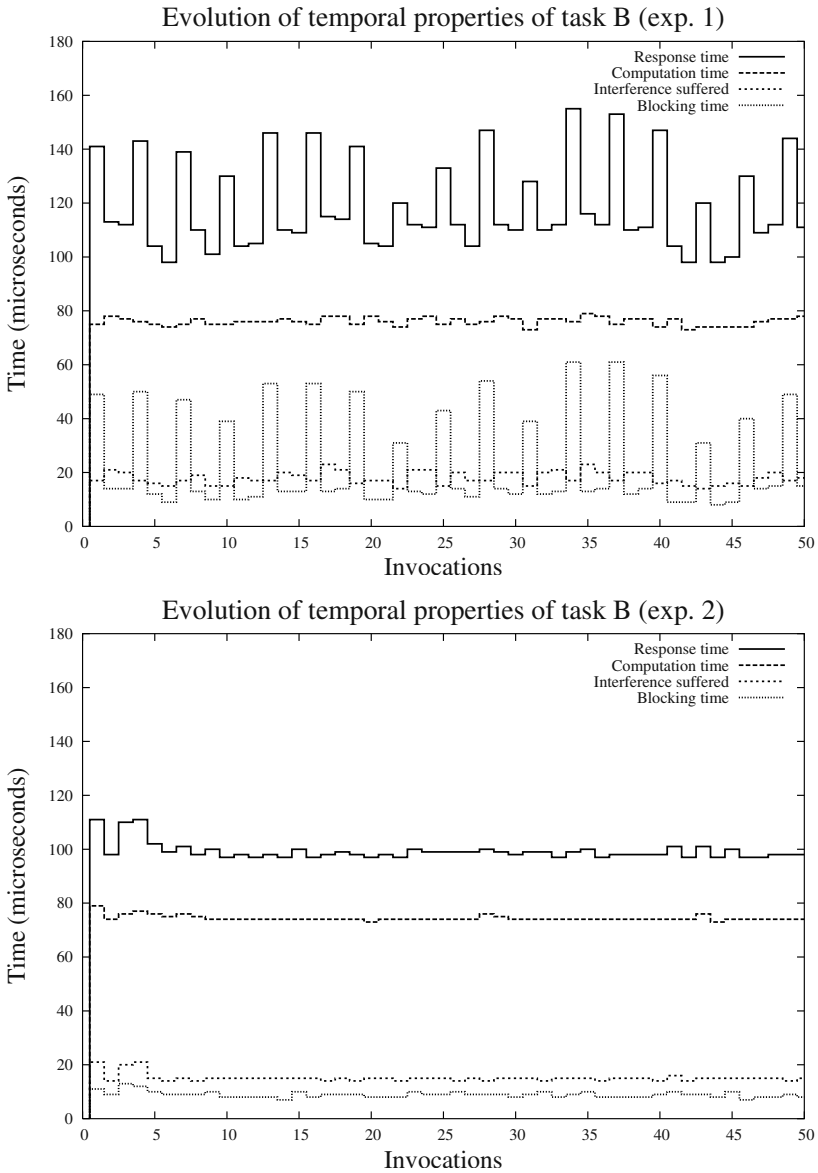 Evolution of temporal properties of task B (exp. 1)
180
160
140
120
100
80
60
40
20
0
Time (microseconds)
Response time
Computation time
Interference suffered
Blocking time
0 5 10 15 20 25 30 35 40 45 50
Invocations
Evolution of temporal properties of task B (exp. 2)
180
160
140
120
100
80
60
40
20
0
Time (microseconds)
Response time
Computation time
Interference suffered
Blocking time
0 5 10 15 20 25 30 35 40 45 50
Invocations